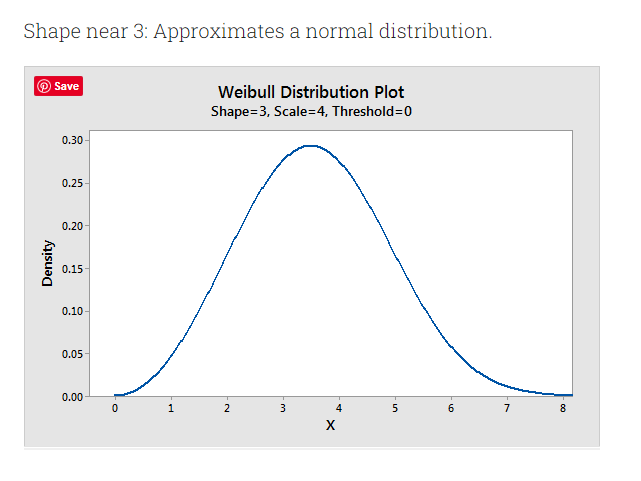 Shape near 3: Approximates a normal distribution.
Save
Weibull Distribution Plot
Shape=3, Scale=4, Threshold=0
0.30
0.25
0.20
0.15
0.10
0.05
0.00
Density
0 1 2 3 4 5 6 7 8
X